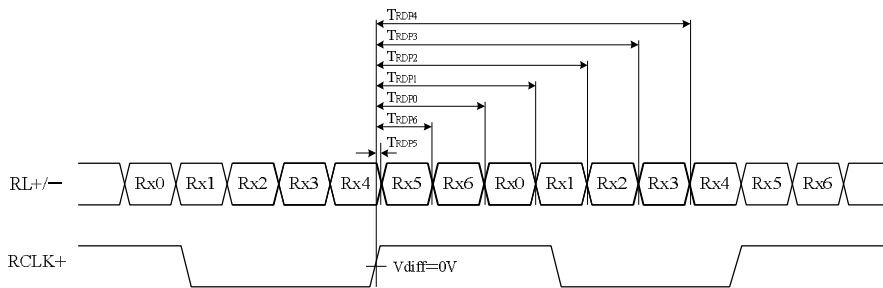 TRDP4
TRDP3
TRDP2
TRDP1
TRDP0
TRDP6
TRDP5
RL+/− Rx0 Rx1 Rx2 Rx3 Rx4 Rx5 Rx6 Rx0 Rx1 Rx2 Rx3 Rx4 Rx5 Rx6
RCLK+ Vdiff=0V